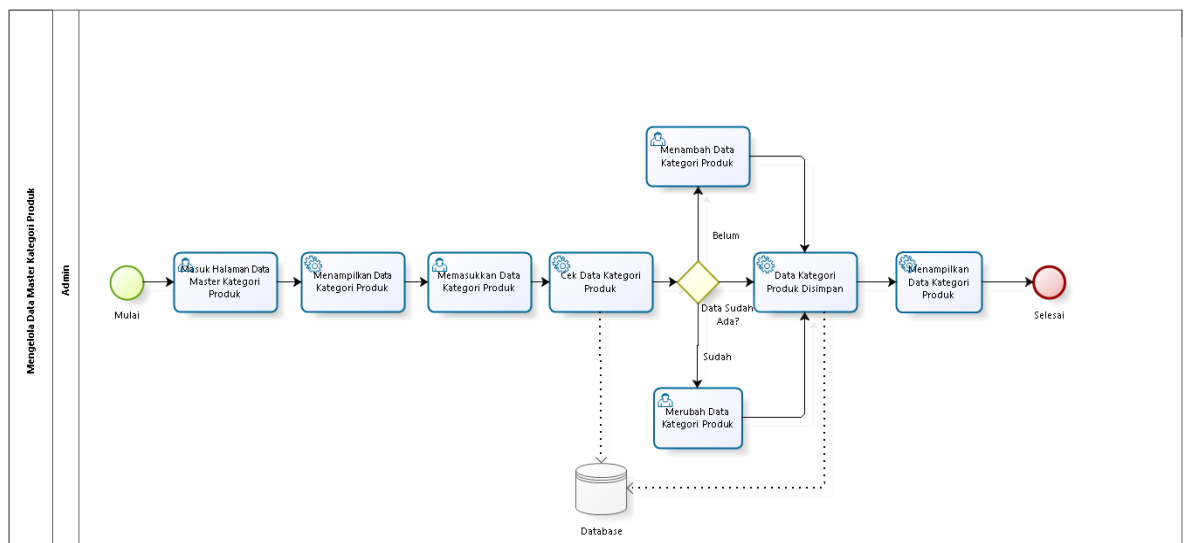 Mengelola Data Master Kategori Produk
Admin
Mulai
Masuk Halaman Data
Master Kategori
Produk
Menampilkan Data
Kategori Produk
Memasukkan Data
Kategori Produk
Cek Data Kategori
Produk
Menambah Data
Kategori Produk
Belum
Data Sudah
Ada?
Sudah
Merubah Data
Kategori Produk
Data Kategori
Produk Disimpan
Menampilkan
Data Kategori
Produk
Selesai
Database